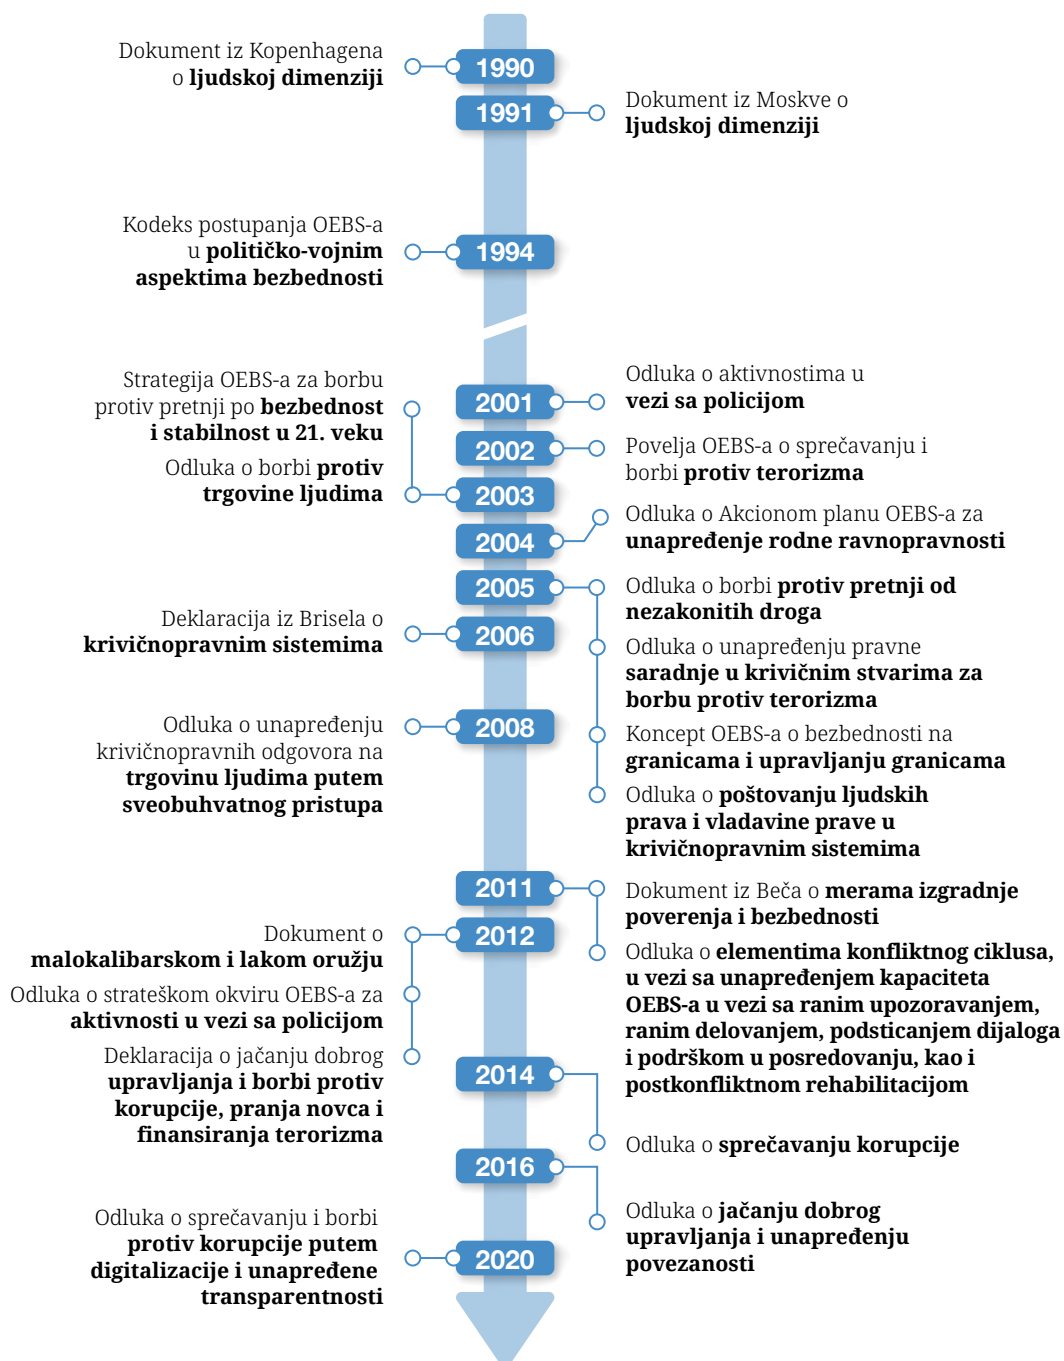 Dokument iz Kopenhagena
o ljudskoj dimenziji
1990
1991
Dokument iz Moskve o
ljudskoj dimenziji
Kodeks postupanja OEBS-a
u političko-vojnim
aspektima bezbednosti
1994
Strategija OEBS-a za borbu
protiv pretnji po bezbednost
i stabilnost u 21. veku
Odluka o borbi protiv
trgovine ljudima
2001
Odluka o aktivnostima u
vezi sa policijom
2002
Povelja OEBS-a o sprečavanju i
borbi protiv terorizma
2003
2004
Odluka o Akcionom planu OEBS-a za
unapređenje rodne ravnopravnosti
2005
Odluka o borbi protiv pretnji od
nezakonitih droga
Odluka o unapređenju pravne
saradnje u krivičnim stvarima za
borbu protiv terorizma
Koncept OEBS-a o bezbednosti na
granicama i upravljanju granicama
Odluka o poštovanju ljudskih
prava i vladavine prave u
krivičnopravnim sistemima
Deklaracija iz Brisela o
krivičnopravnim sistemima
2006
Odluka o unapređenju
krivičnopravnih odgovora na
trgovinu ljudima putem
sveobuhvatnog pristupa
2008
2011
Dokument iz Beča o merama izgradnje
poverenja i bezbednosti
Odluka o elementima konfliktnog ciklusa,
u vezi sa unapređenjem kapaciteta
OEBS-a u vezi sa ranim upozoravanjem,
ranim delovanjem, podsticanjem dijaloga
i podrškom u posredovanju, kao i
postkonfliktnom rehabilitacijom
Dokument o
malokalibarskom i lakom oružju
2012
Odluka o strateškom okviru OEBS-a za
aktivnosti u vezi sa policijom
Deklaracija o jačanju dobrog
upravljanja i borbi protiv
korupcije, pranja novca i
finansiranja terorizma
2014
Odluka o sprečavanju korupcije
2016
Odluka o jačanju dobrog
upravljanja i unapređenju
povezanosti
Odluka o sprečavanju i borbi
protiv korupcije putem
digitalizacije i unapređene
transparentnosti
2020